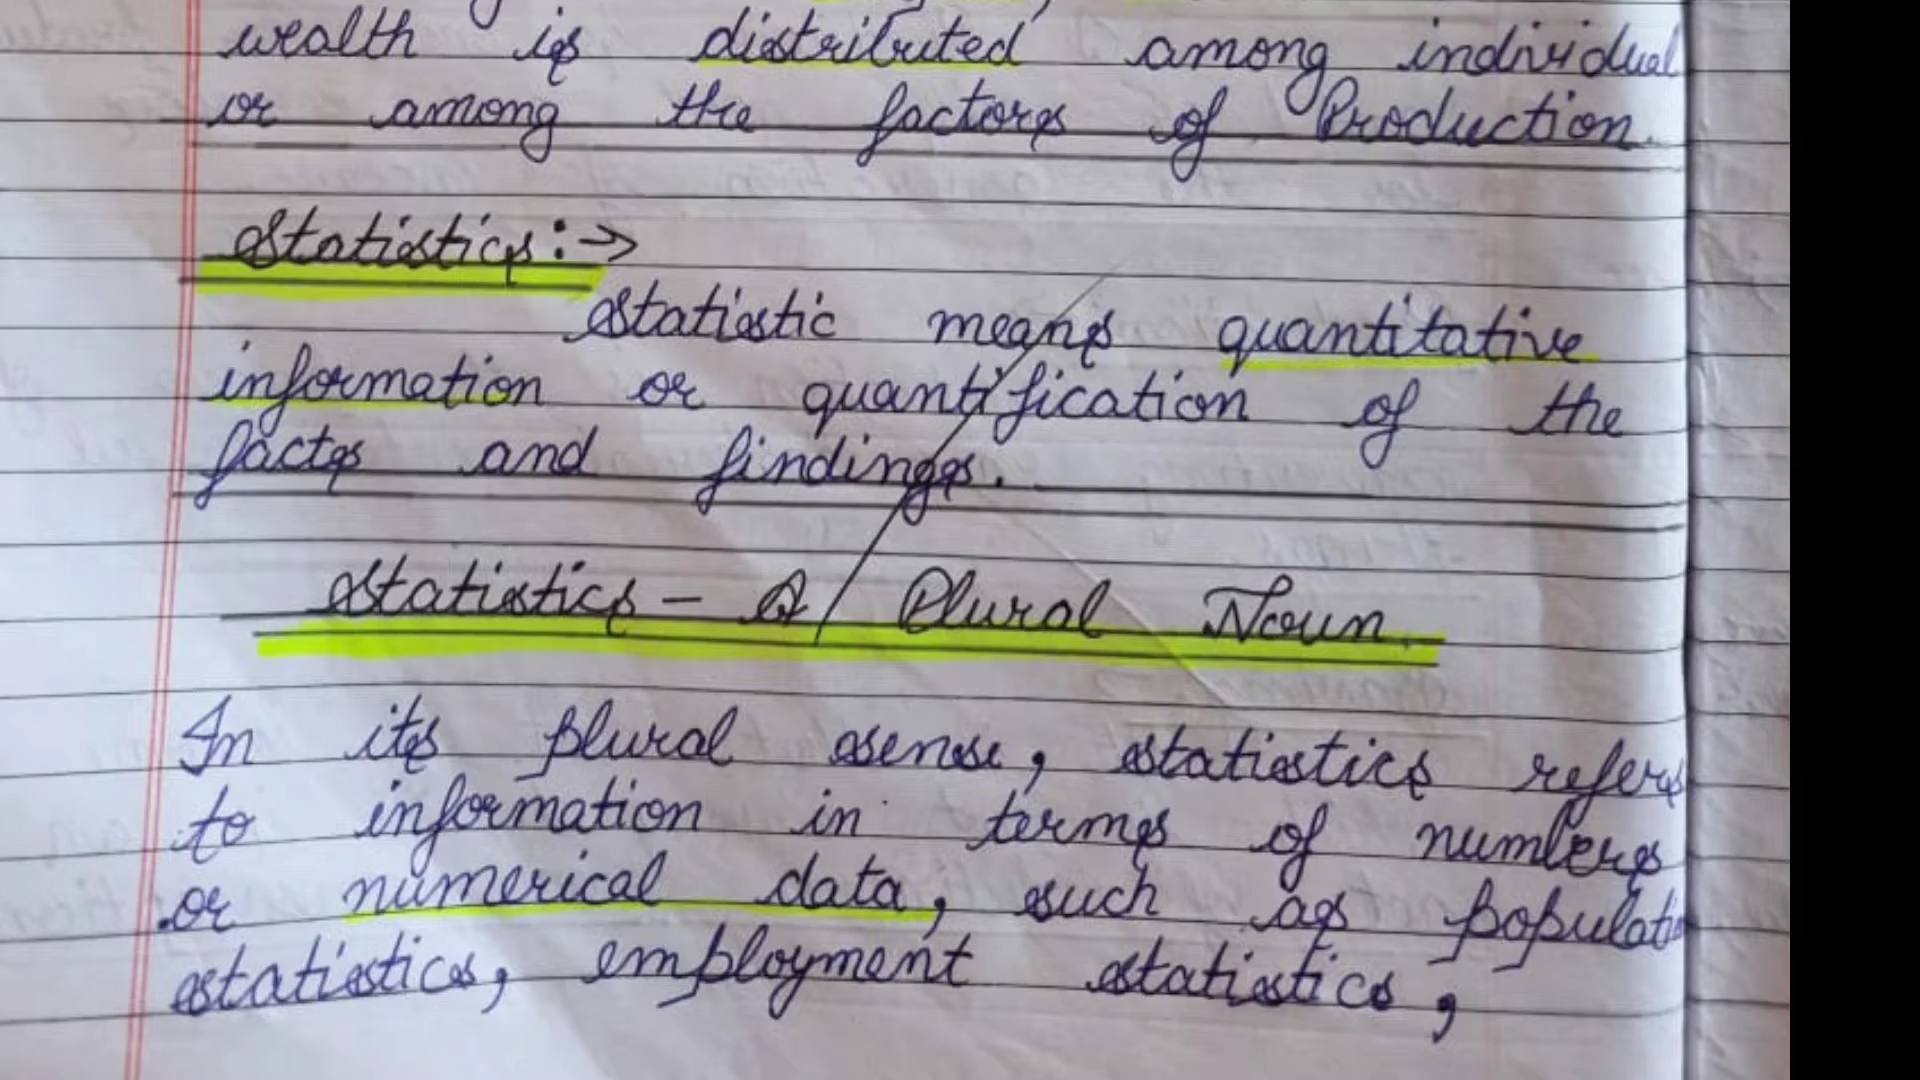 wealth is distributed among individual
or among the factors of Production.
Statistics :→
Statistic means quantitative
information or quantification of the
facts and findings.
Statistics - A Plural Noun
In its plural sense, statistics refers
to information in terms of numbers
or numerical data, such as populatio
statistics, employment statistics,